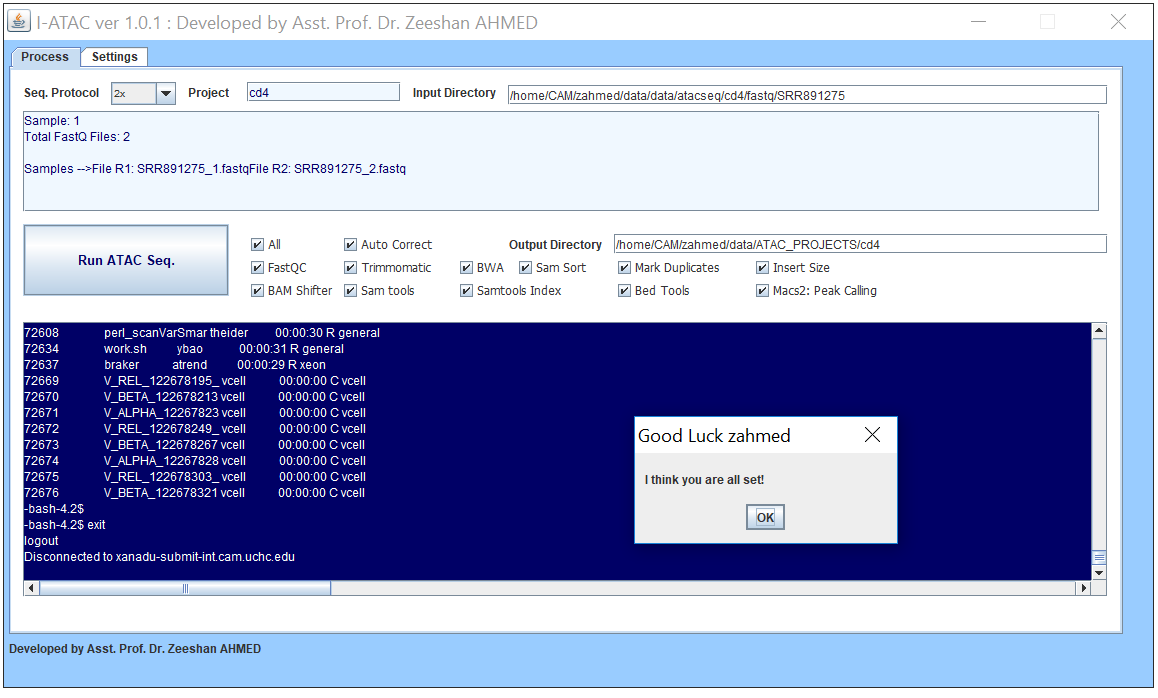 I-ATAC ver 1.0.1 : Developed by Asst. Prof. Dr. Zeeshan AHMED
Process Settings
Seq. Protocol 2x Project cd4 Input Directory /home/CAM/zahmed/data/data/atacseq/cd4/fastq/SRR891275
Sample: 1
Total FastQ Files: 2
Samples -->File R1: SRR891275_1.fastqFile R2: SRR891275_2.fastq
Run ATAC Seq.
All Auto Correct Output Directory /home/CAM/zahmed/data/ATAC_PROJECTS/cd4
FastQC Trimmomatic BWA Sam Sort Mark Duplicates Insert Size
BAM Shifter Sam tools Samtools Index Bed Tools Macs2: Peak Calling
72608 perl_scanVarSmar theider 00:00:30 R general
72634 work.sh ybao 00:00:31 R general
72637 braker atrend 00:00:29 R xeon
72669 V_REL_122678195_ vcell 00:00:00 C vcell
72670 V_BETA_122678213 vcell 00:00:00 C vcell
72671 V_ALPHA_12267823 vcell 00:00:00 C vcell
72672 V_REL_122678249_ vcell 00:00:00 C vcell
72673 V_BETA_122678267 vcell 00:00:00 C vcell
72674 V_ALPHA_12267828 vcell 00:00:00 C vcell
72675 V_REL_122678303_ vcell 00:00:00 C vcell
72676 V_BETA_122678321 vcell 00:00:00 C vcell
-bash-4.2$
-bash-4.2$ exit
logout
Disconnected to xanadu-submit-int.cam.uchc.edu
Good Luck zahmed
I think you are all set!
OK
Developed by Asst. Prof. Dr. Zeeshan AHMED